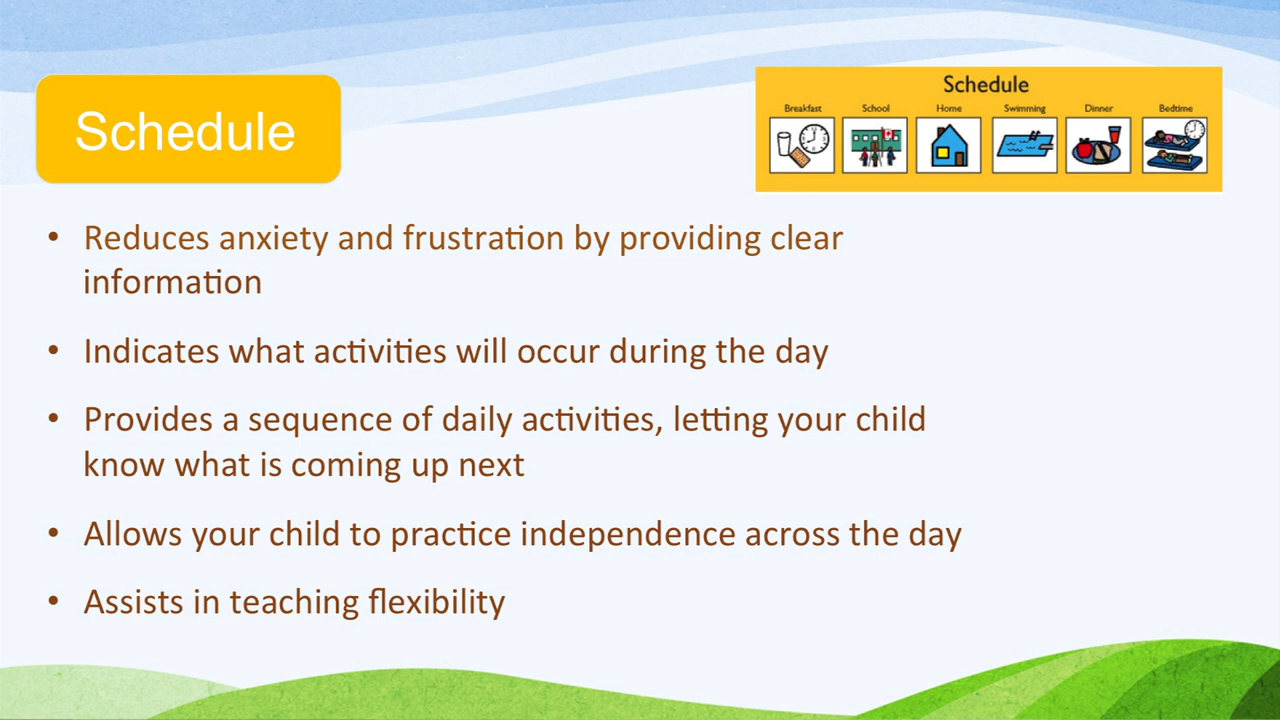 Schedule
Schedule
Breakfast School Home Swimming Dinner Bedtime
• Reduces anxiety and frustration by providing clear
information
• Indicates what activities will occur during the day
• Provides a sequence of daily activities, letting your child
know what is coming up next
• Allows your child to practice independence across the day
• Assists in teaching flexibility